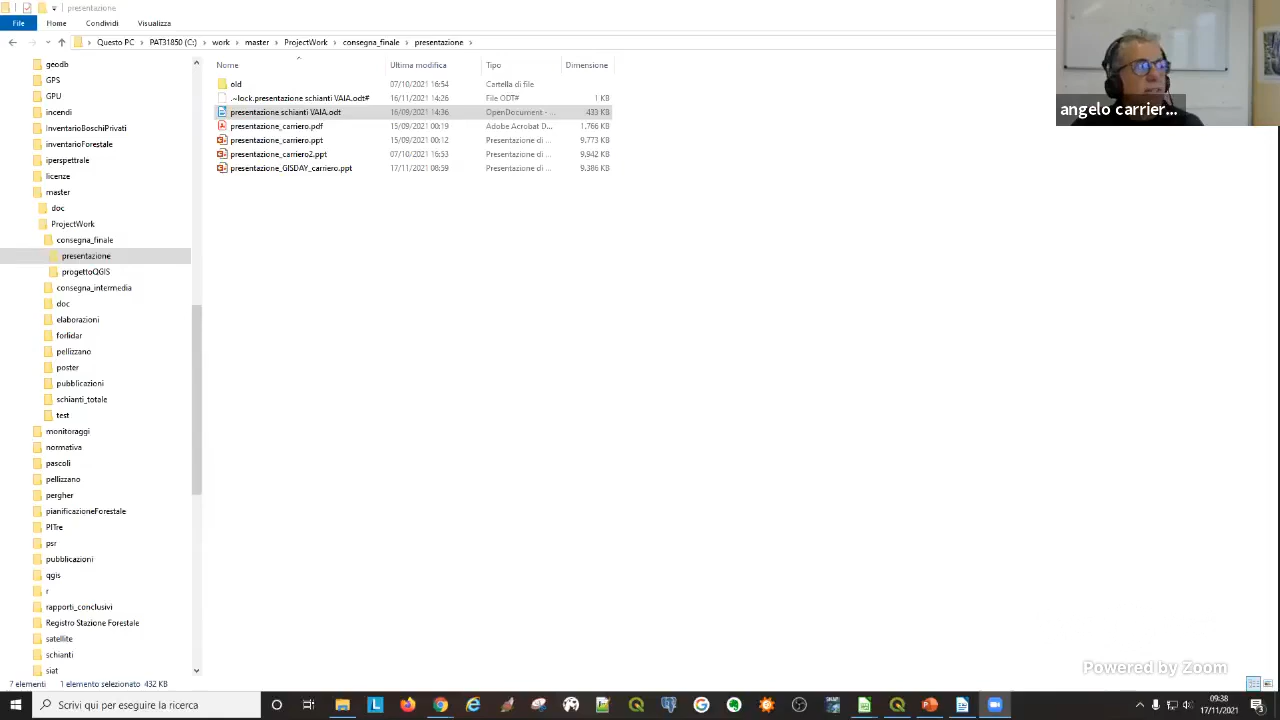 presentazione
File Home Condividi Visualizza
Questo PC PAT31850 (C:) work master ProjectWork consegna_finale presentazione
Nome Ultima modifica Tipo Dimensione
old 07/10/2021 16:54 Cartella di file
.~lock.presentazione schianti VAIA.odt# 16/11/2021 14:26 File ODT# 1 KB
presentazione schianti VAIA.odt 16/09/2021 14:36 OpenDocument - ... 433 KB
presentazione_carriero.pdf 15/09/2021 00:19 Adobe Acrobat D... 1.766 KB
presentazione_carriero.ppt 15/09/2021 00:12 Presentazione di ... 9.773 KB
presentazione_carriero2.ppt 07/10/2021 16:53 Presentazione di ... 9.942 KB
presentazione_GISDAY_carriero.ppt 17/11/2021 08:59 Presentazione di ... 9.386 KB
geodb
GPS
GPU
incendi
InventarioBoschiPrivati
inventarioForestale
iperspettrale
licenze
master
doc
ProjectWork
consegna_finale
presentazione
progettoQGIS
consegna_intermedia
doc
elaborazioni
forlidar
pellizzano
poster
pubblicazioni
schianti_totale
test
monitoraggi
normativa
pascoli
pellizzano
pergher
pianificazioneForestale
PITre
psr
pubblicazioni
qgis
r
rapporti_conclusivi
Registro Stazione Forestale
satellite
schianti
siat
angelo carrier...
Powered by Zoom
7 elementi 1 elemento selezionato 432 KB
Scrivi qui per eseguire la ricerca
09:38
17/11/2021